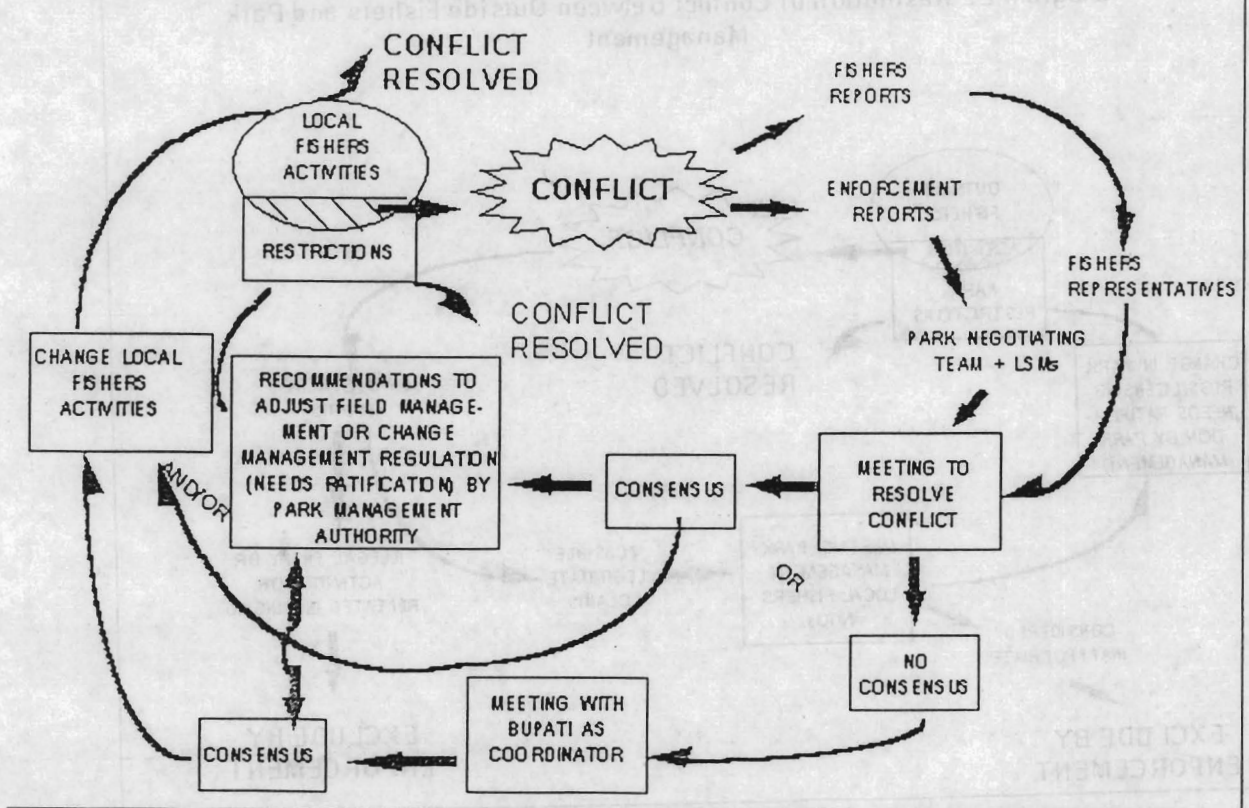 CONFLICT
RESOLVED
LOCAL
FISHERS
ACTIVITIES
RESTRICTIONS
CONFLICT
FISHERS
REPORTS
ENFORCEMENT
REPORTS
FISHERS
REPRESENTATIVES
PARK NEGOTIATING
TEAM + LSMs
CONFLICT
RESOLVED
CHANGE LOCAL
FISHERS
ACTIVITIES
RECOMMENDATIONS TO
ADJUST FIELD MANAGE-
MENT OR CHANGE
MANAGEMENT REGULATION
(NEEDS RATIFICATION) BY
PARK MANAGEMENT
AUTHORITY
AND/OR
CONSENSUS
MEETING TO
RESOLVE
CONFLICT
OR
NO
CONSENSUS
MEETING WITH
BUPATI AS
COORDINATOR
CONSENSUS